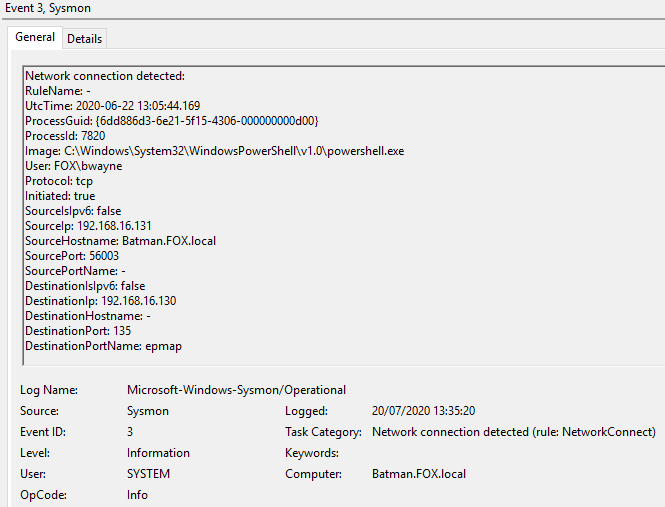 Event 3, Sysmon
General Details
Network connection detected:
RuleName: -
UtcTime: 2020-06-22 13:05:44.169
ProcessGuid: {6dd886d3-6e21-5f15-4306-000000000d00}
ProcessId: 7820
Image: C:\Windows\System32\WindowsPowerShell\v1.0\powershell.exe
User: FOX\bwayne
Protocol: tcp
Initiated: true
SourceIsIpv6: false
SourceIp: 192.168.16.131
SourceHostname: Batman.FOX.local
SourcePort: 56003
SourcePortName: -
DestinationIsIpv6: false
DestinationIp: 192.168.16.130
DestinationHostname: -
DestinationPort: 135
DestinationPortName: epmap
Log Name: Microsoft-Windows-Sysmon/Operational
Source: Sysmon Logged: 20/07/2020 13:35:20
Event ID: 3 Task Category: Network connection detected (rule: NetworkConnect)
Level: Information Keywords:
User: SYSTEM Computer: Batman.FOX.local
OpCode: Info